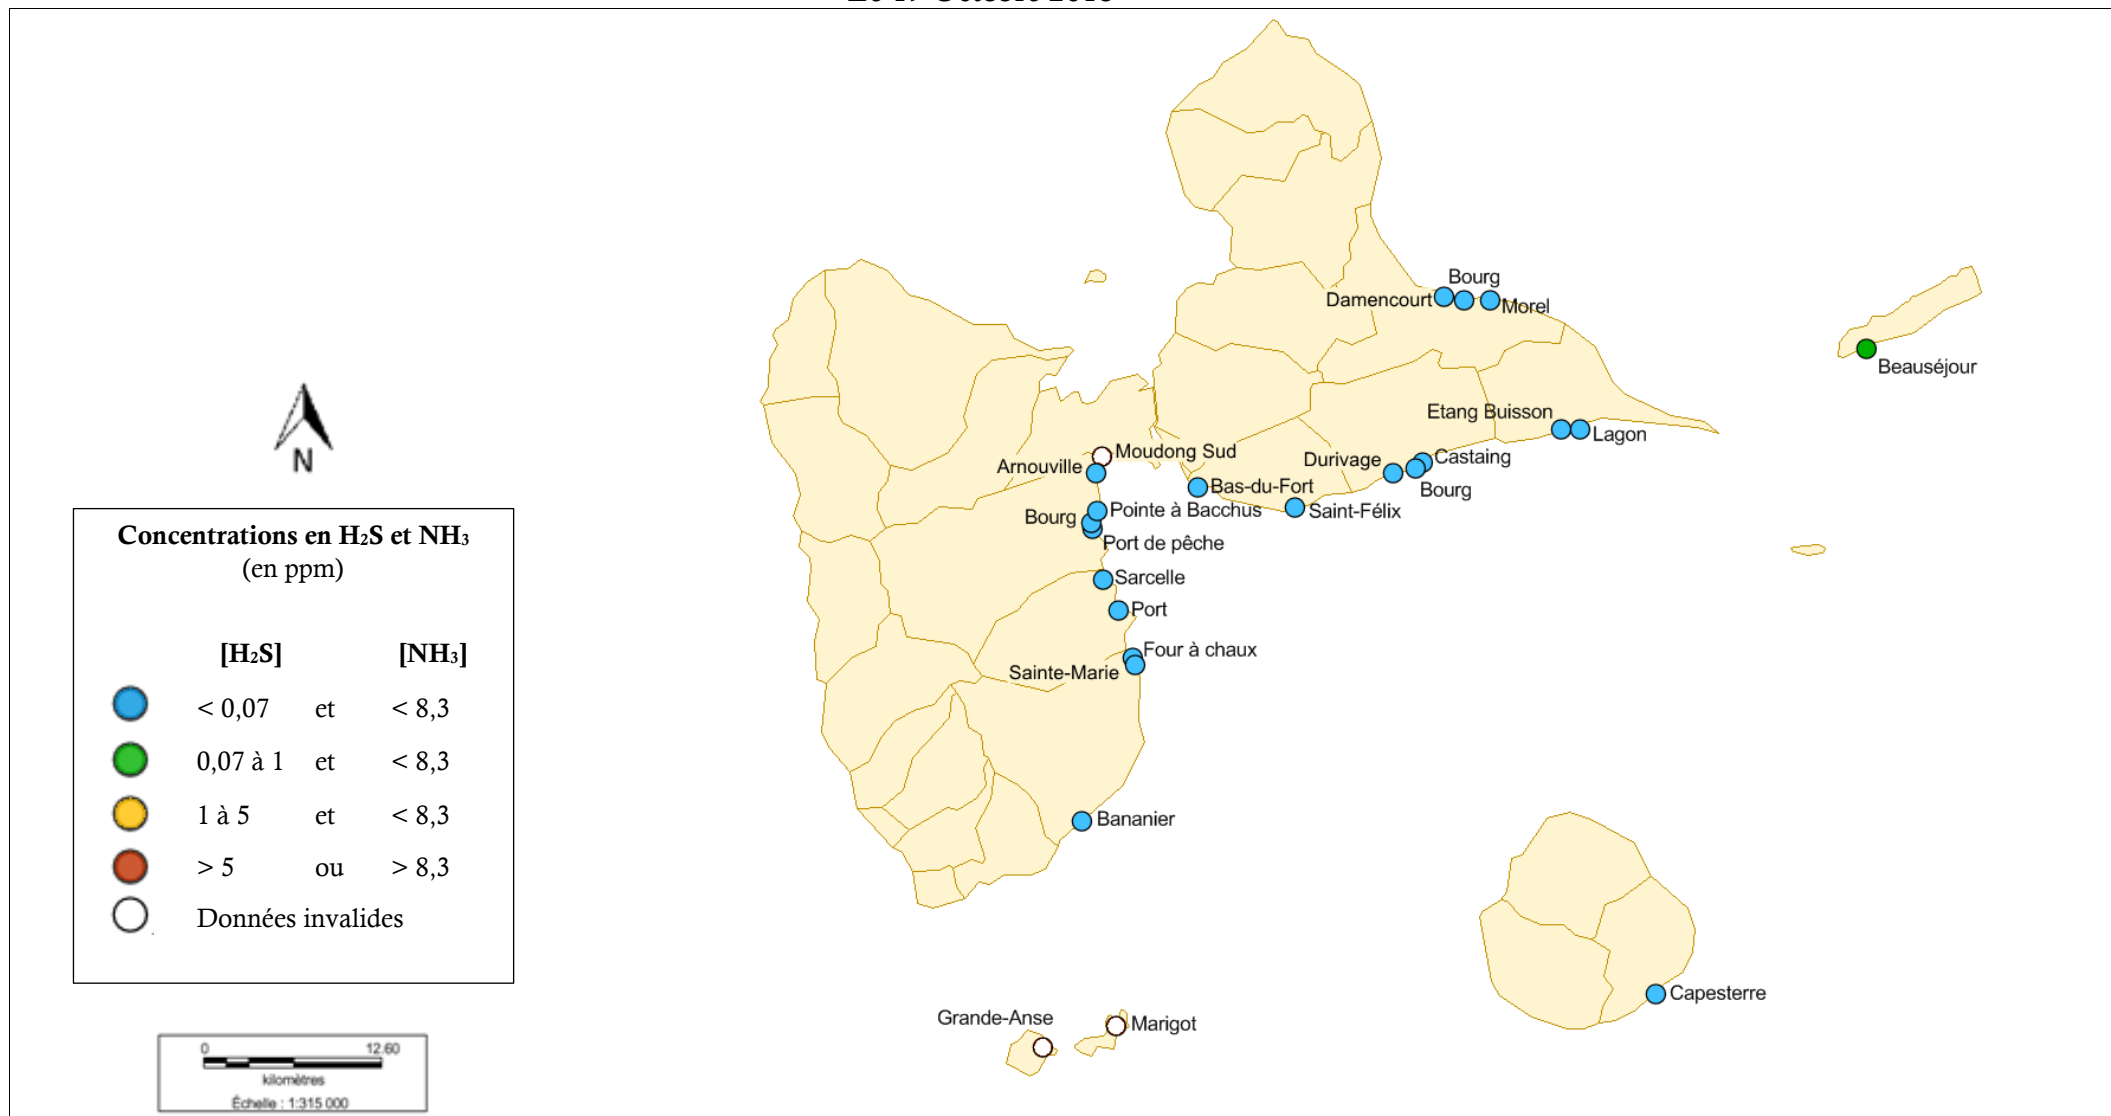 Bourg
Damencourt
Morel
Beauséjour
Etang Buisson
Lagon
Moudong Sud
Arnouville
Durivage
Castaing
Bourg
Bas-du-Fort
Saint-Félix
Pointe à Bacchus
Bourg
Port de pêche
Sarcelle
Port
Four à chaux
Sainte-Marie
Bananier
Capesterre
Grande-Anse
Marigot
N
Concentrations en H₂S et NH₃
(en ppm)
[H₂S] [NH₃]
< 0,07 et < 8,3
0,07 à 1 et < 8,3
1 à 5 et < 8,3
> 5 ou > 8,3
Données invalides
0 12.60
kilomètres
Échelle : 1:315 000